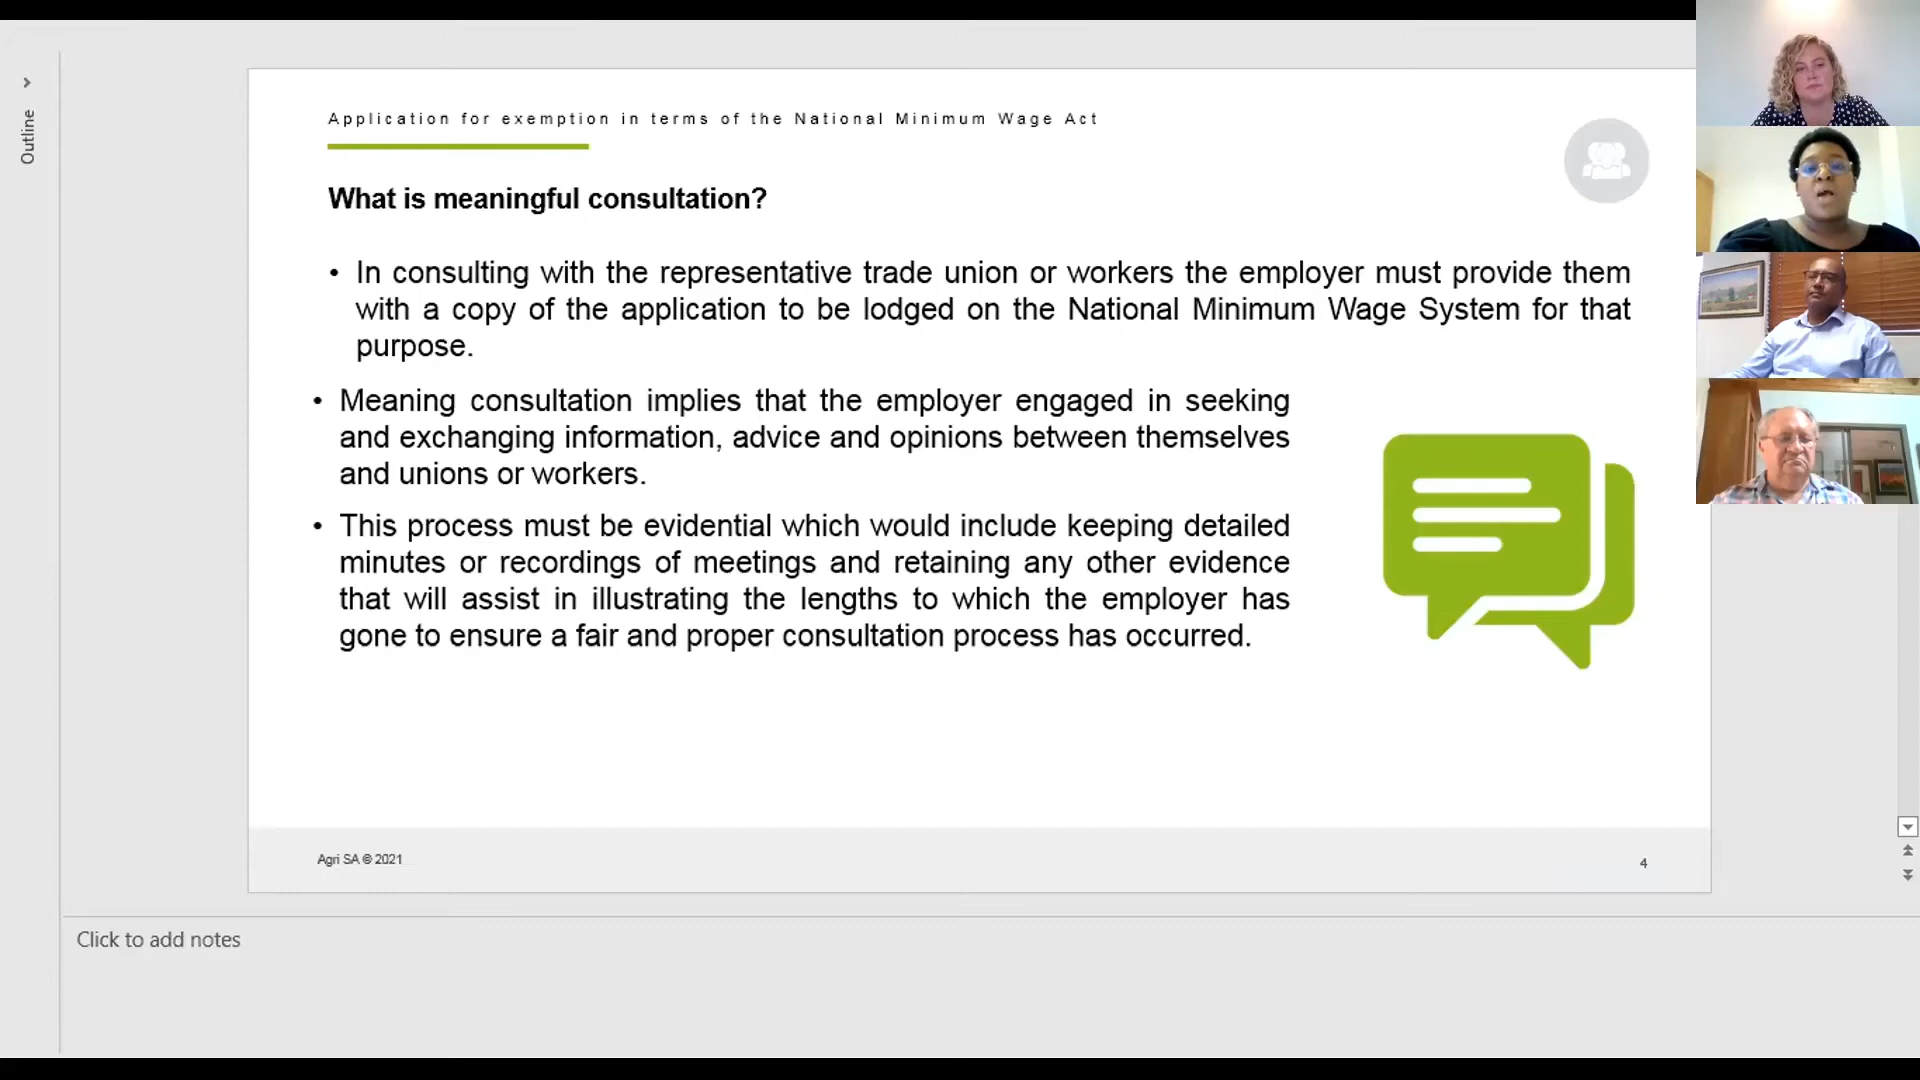 Outline
Application for exemption in terms of the National Minimum Wage Act
What is meaningful consultation?
• In consulting with the representative trade union or workers the employer must provide them
with a copy of the application to be lodged on the National Minimum Wage System for that
purpose.
• Meaning consultation implies that the employer engaged in seeking
and exchanging information, advice and opinions between themselves
and unions or workers.
• This process must be evidential which would include keeping detailed
minutes or recordings of meetings and retaining any other evidence
that will assist in illustrating the lengths to which the employer has
gone to ensure a fair and proper consultation process has occurred.
Agri SA © 2021
4
Click to add notes